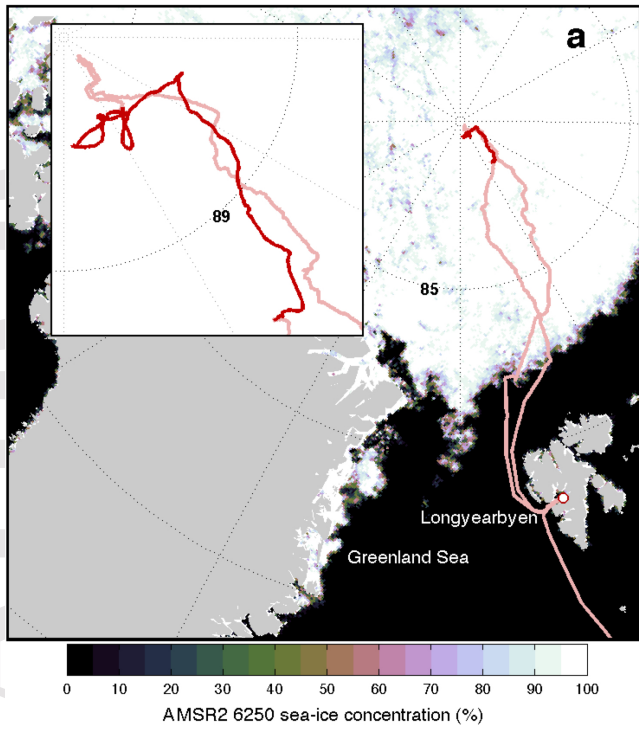 a
89
85
Longyearbyen
Greenland Sea
0 10 20 30 40 50 60 70 80 90 100
AMSR2 6250 sea-ice concentration (%)